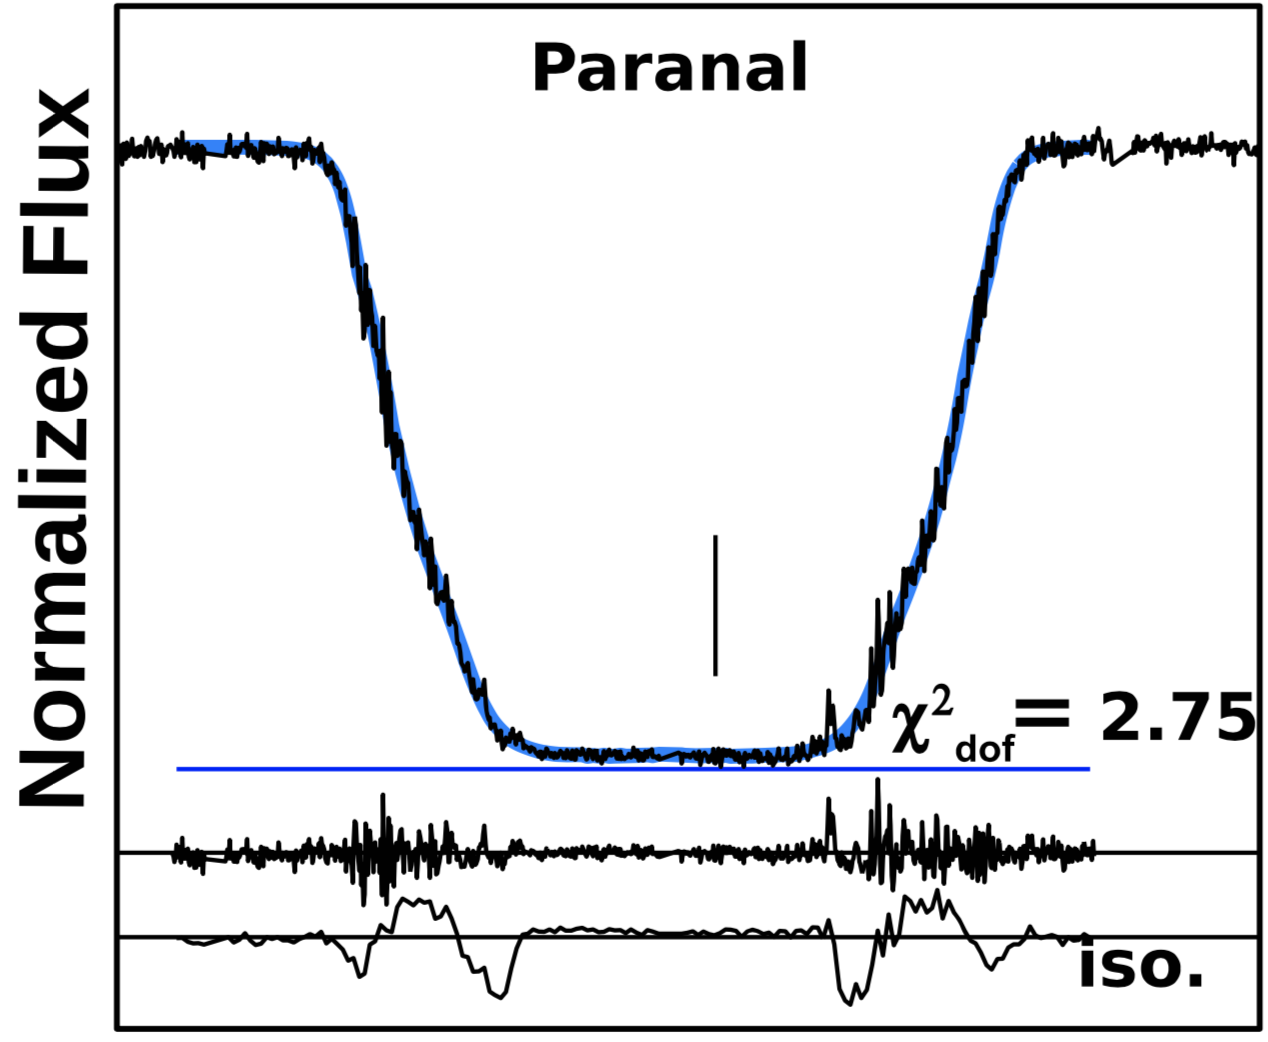 Paranal
Normalized Flux
χ²dof = 2.75
iso.